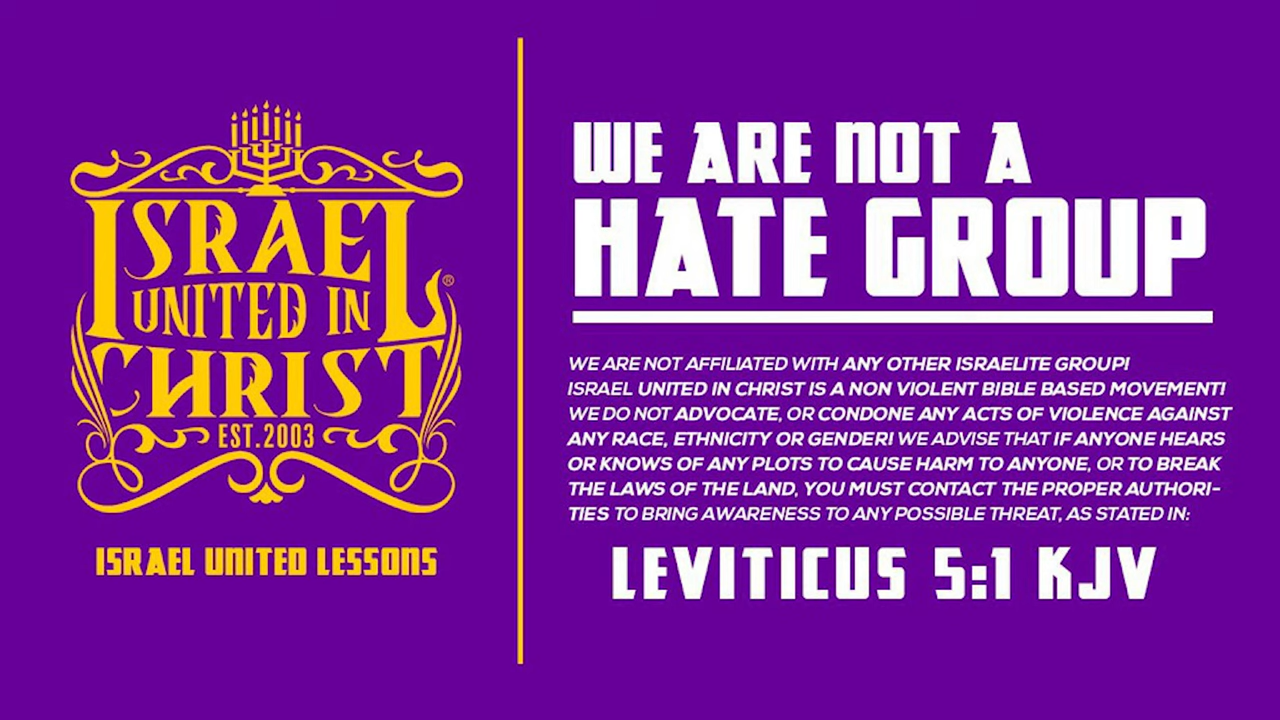 ISRAEL
UNITED IN
CHRIST
EST.2003
®
ISRAEL UNITED LESSONS
WE ARE NOT A
HATE GROUP
WE ARE NOT AFFILIATED WITH ANY OTHER ISRAELITE GROUP!
ISRAEL UNITED IN CHRIST IS A NON VIOLENT BIBLE BASED MOVEMENT!
WE DO NOT ADVOCATE, OR CONDONE ANY ACTS OF VIOLENCE AGAINST
ANY RACE, ETHNICITY OR GENDER! WE ADVISE THAT IF ANYONE HEARS
OR KNOWS OF ANY PLOTS TO CAUSE HARM TO ANYONE, OR TO BREAK
THE LAWS OF THE LAND, YOU MUST CONTACT THE PROPER AUTHORI-
TIES TO BRING AWARENESS TO ANY POSSIBLE THREAT, AS STATED IN:
LEVITICUS 5:1 KJV